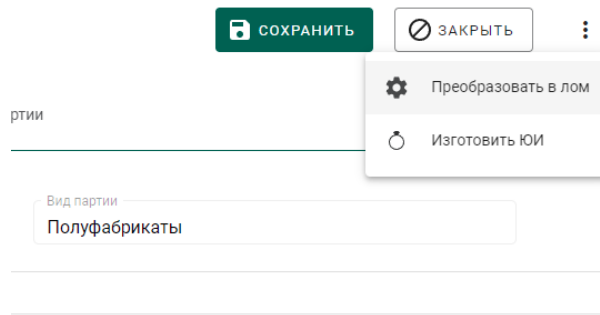 СОХРАНИТЬ
ЗАКРЫТЬ
Преобразовать в лом
ртии
Изготовить ЮИ
Вид партии
Полуфабрикаты